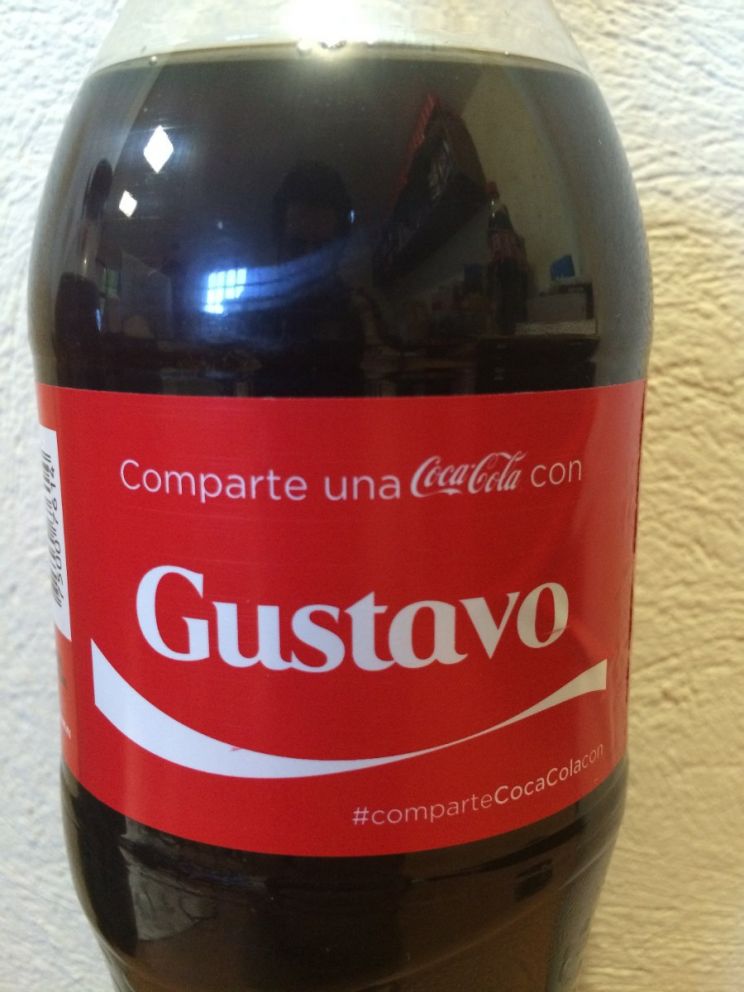 Comparte una Coca-Cola con
Gustavo
#comparteCocaColacon